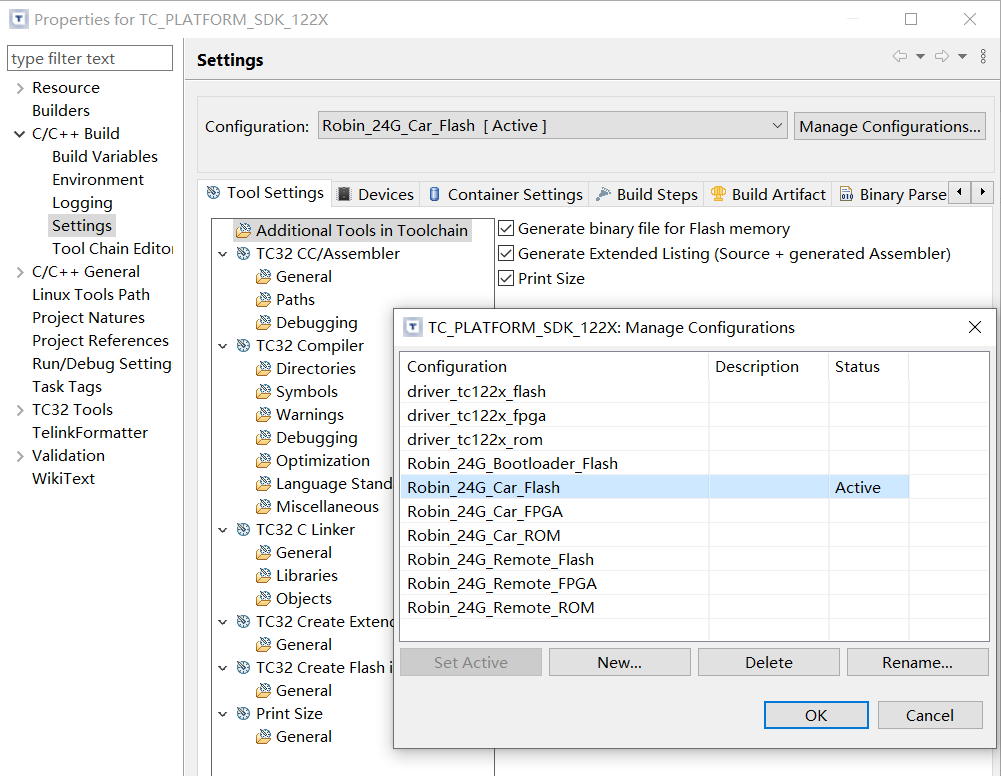 Properties for TC_PLATFORM_SDK_122X
type filter text
Resource
Builders
C/C++ Build
Build Variables
Environment
Logging
Settings
Tool Chain Editor
C/C++ General
Linux Tools Path
Project Natures
Project References
Run/Debug Setting
Task Tags
TC32 Tools
TelinkFormatter
Validation
WikiText
Settings
Configuration: Robin_24G_Car_Flash [ Active ] Manage Configurations...
Tool Settings Devices Container Settings Build Steps Build Artifact Binary Parse
Additional Tools in Toolchain
TC32 CC/Assembler
General
Paths
Debugging
TC32 Compiler
Directories
Symbols
Warnings
Debugging
Optimization
Language Stand
Miscellaneous
TC32 C Linker
General
Libraries
Objects
TC32 Create Extend
General
TC32 Create Flash i
General
Print Size
General
Generate binary file for Flash memory
Generate Extended Listing (Source + generated Assembler)
Print Size
TC_PLATFORM_SDK_122X: Manage Configurations
Configuration Description Status
driver_tc122x_flash
driver_tc122x_fpga
driver_tc122x_rom
Robin_24G_Bootloader_Flash
Robin_24G_Car_Flash Active
Robin_24G_Car_FPGA
Robin_24G_Car_ROM
Robin_24G_Remote_Flash
Robin_24G_Remote_FPGA
Robin_24G_Remote_ROM
Set Active New... Delete Rename...
OK Cancel